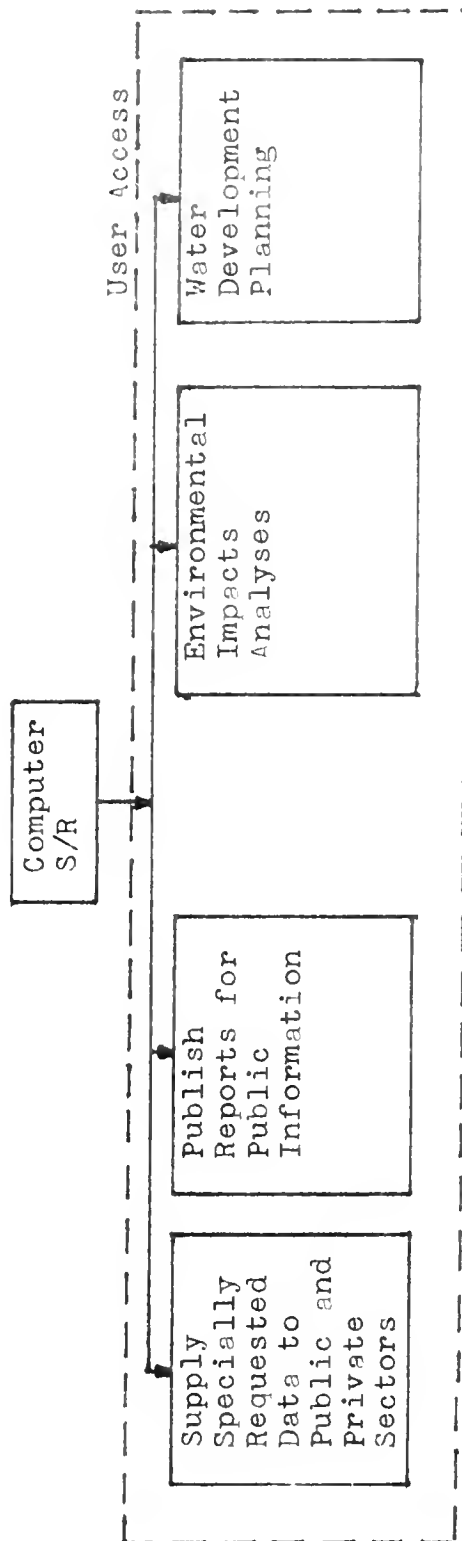 Computer
S/R
User Access
Supply
Specially
Requested
Data to
Public and
Private
Sectors
Publish
Reports for
Public
Information
Environmental
Impacts
Analyses
Water
Development
Planning